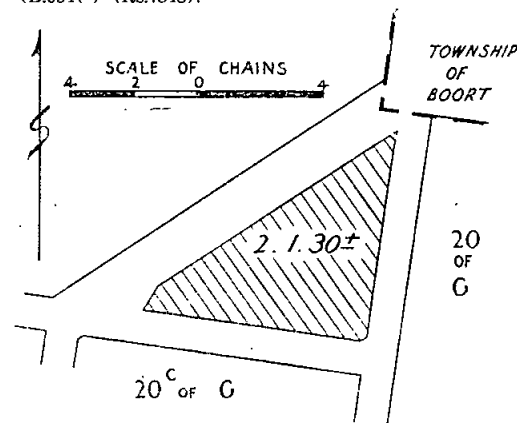 SCALE OF CHAINS
4 2 0 4
TOWNSHIP
OF
BOORT
2.1.30±
20
OF
G
20ᶜ OF G